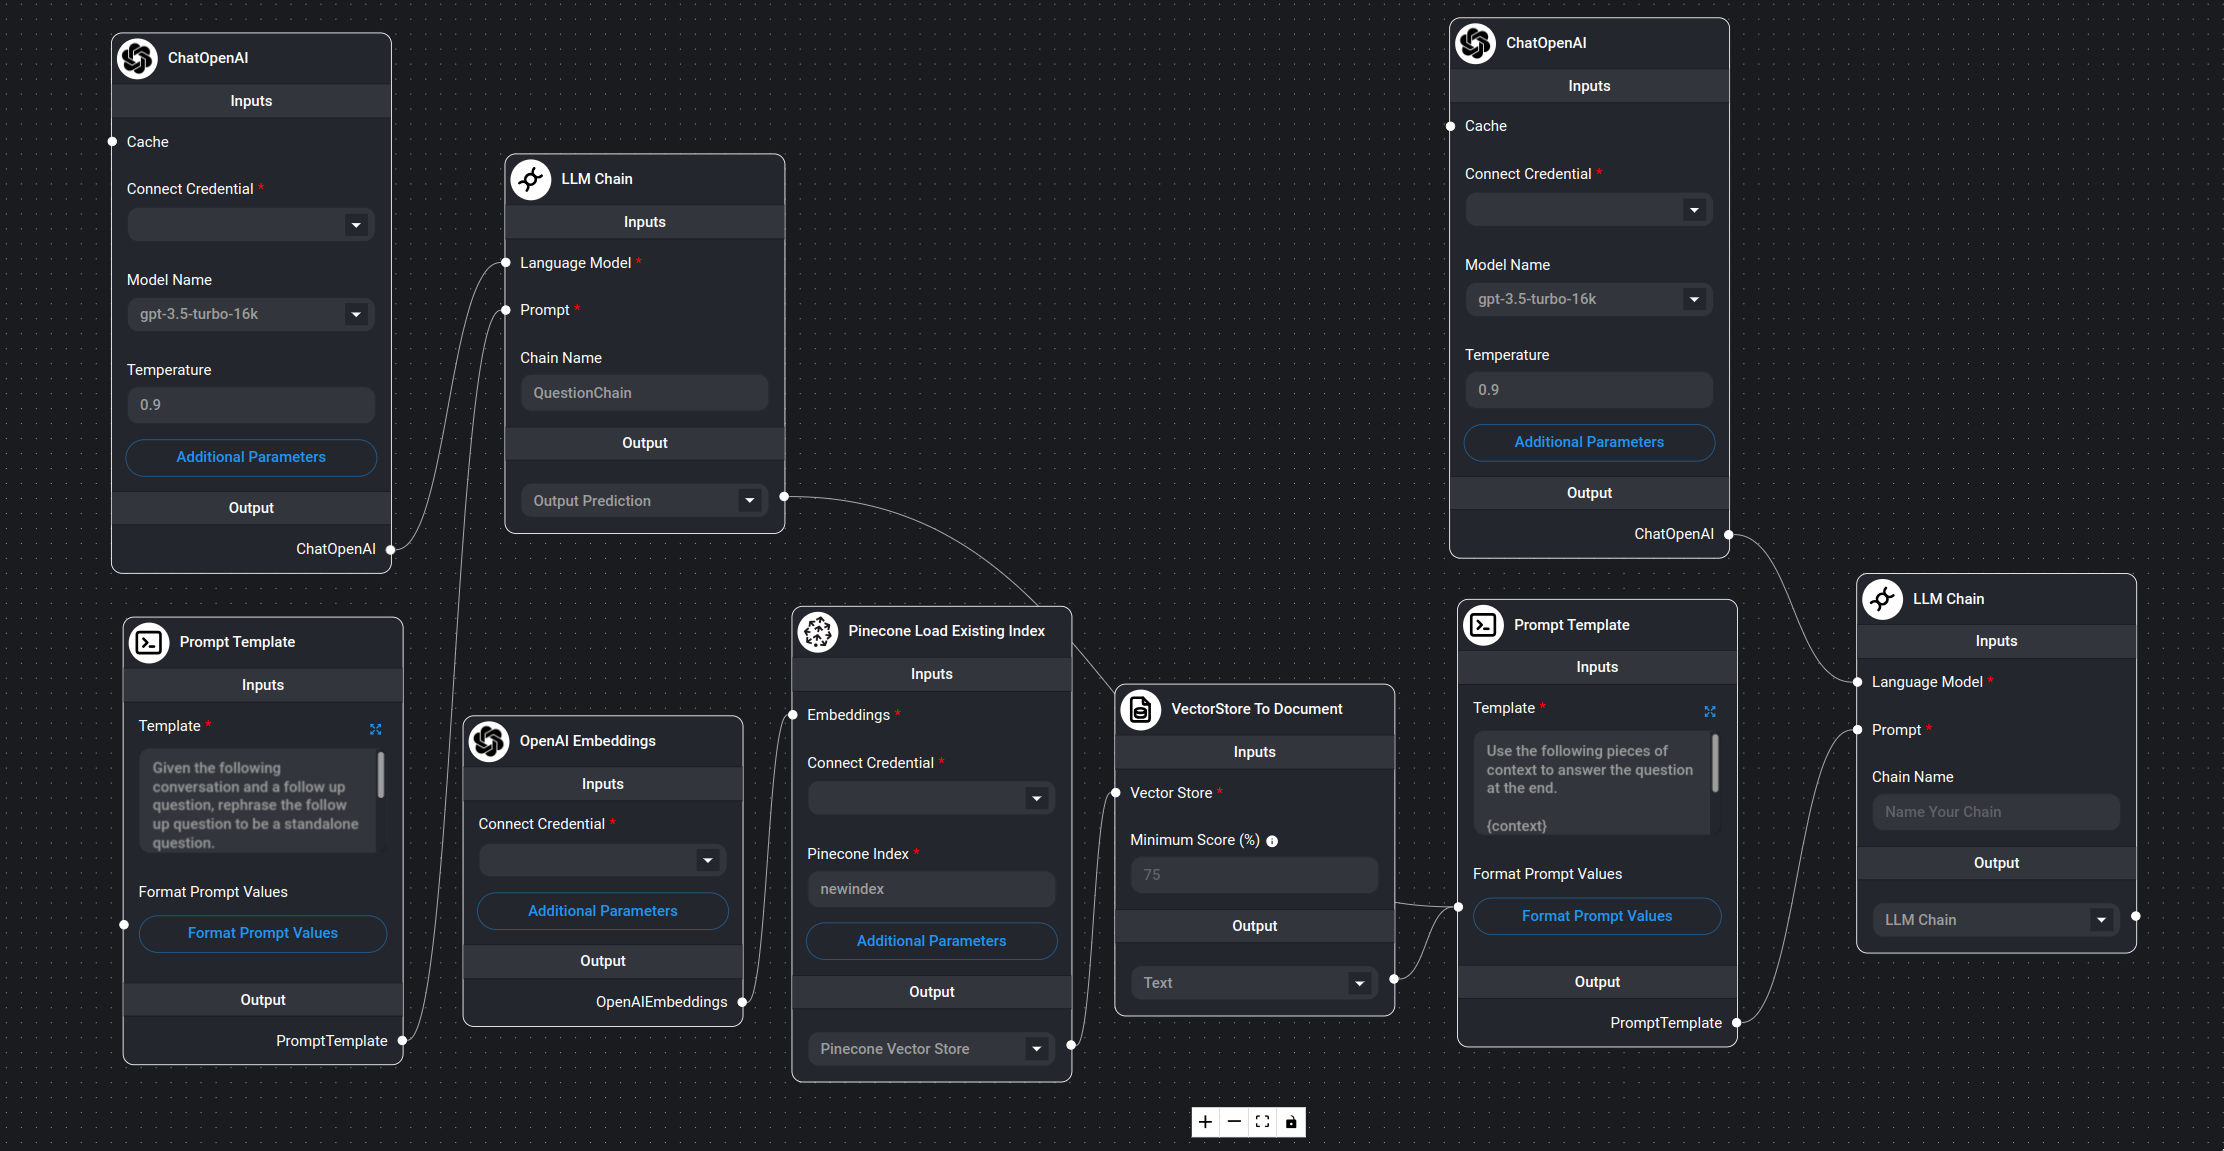 ChatOpenAI
Inputs
Cache
Connect Credential *
Model Name
gpt-3.5-turbo-16k
Temperature
0.9
Additional Parameters
Output
ChatOpenAI
Prompt Template
Inputs
Template *
Given the following
conversation and a follow up
question, rephrase the follow
up question to be a standalone
question.
Format Prompt Values
Format Prompt Values
Output
PromptTemplate
LLM Chain
Inputs
Language Model *
Prompt *
Chain Name
QuestionChain
Output
Output Prediction
OpenAI Embeddings
Inputs
Connect Credential *
Additional Parameters
Output
OpenAIEmbeddings
Pinecone Load Existing Index
Inputs
Embeddings *
Connect Credential *
Pinecone Index *
newindex
Additional Parameters
Output
Pinecone Vector Store
VectorStore To Document
Inputs
Vector Store *
Minimum Score (%)
75
Output
Text
ChatOpenAI
Inputs
Cache
Connect Credential *
Model Name
gpt-3.5-turbo-16k
Temperature
0.9
Additional Parameters
Output
ChatOpenAI
Prompt Template
Inputs
Template *
Use the following pieces of
context to answer the question
at the end.
{context}
Format Prompt Values
Format Prompt Values
Output
PromptTemplate
LLM Chain
Inputs
Language Model *
Prompt *
Chain Name
Name Your Chain
Output
LLM Chain